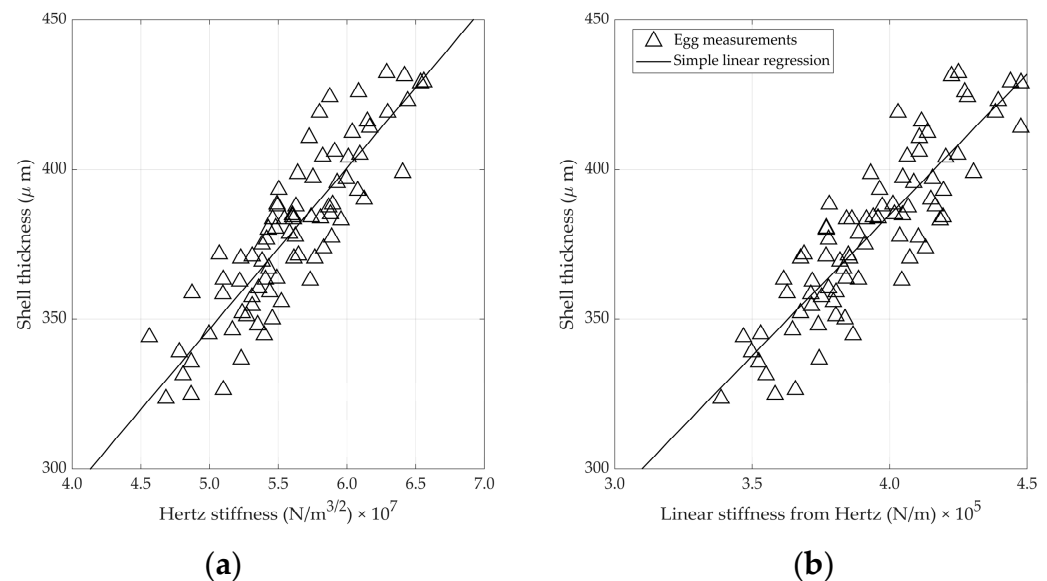 450
400
350
300
Shell thickness (μ m)
4.0 4.5 5.0 5.5 6.0 6.5 7.0
Hertz stiffness (N/m^3/2) × 10^7
(a)
450
400
350
300
Shell thickness (μ m)
Egg measurements
Simple linear regression
3.0 3.5 4.0 4.5
Linear stiffness from Hertz (N/m) × 10^5
(b)